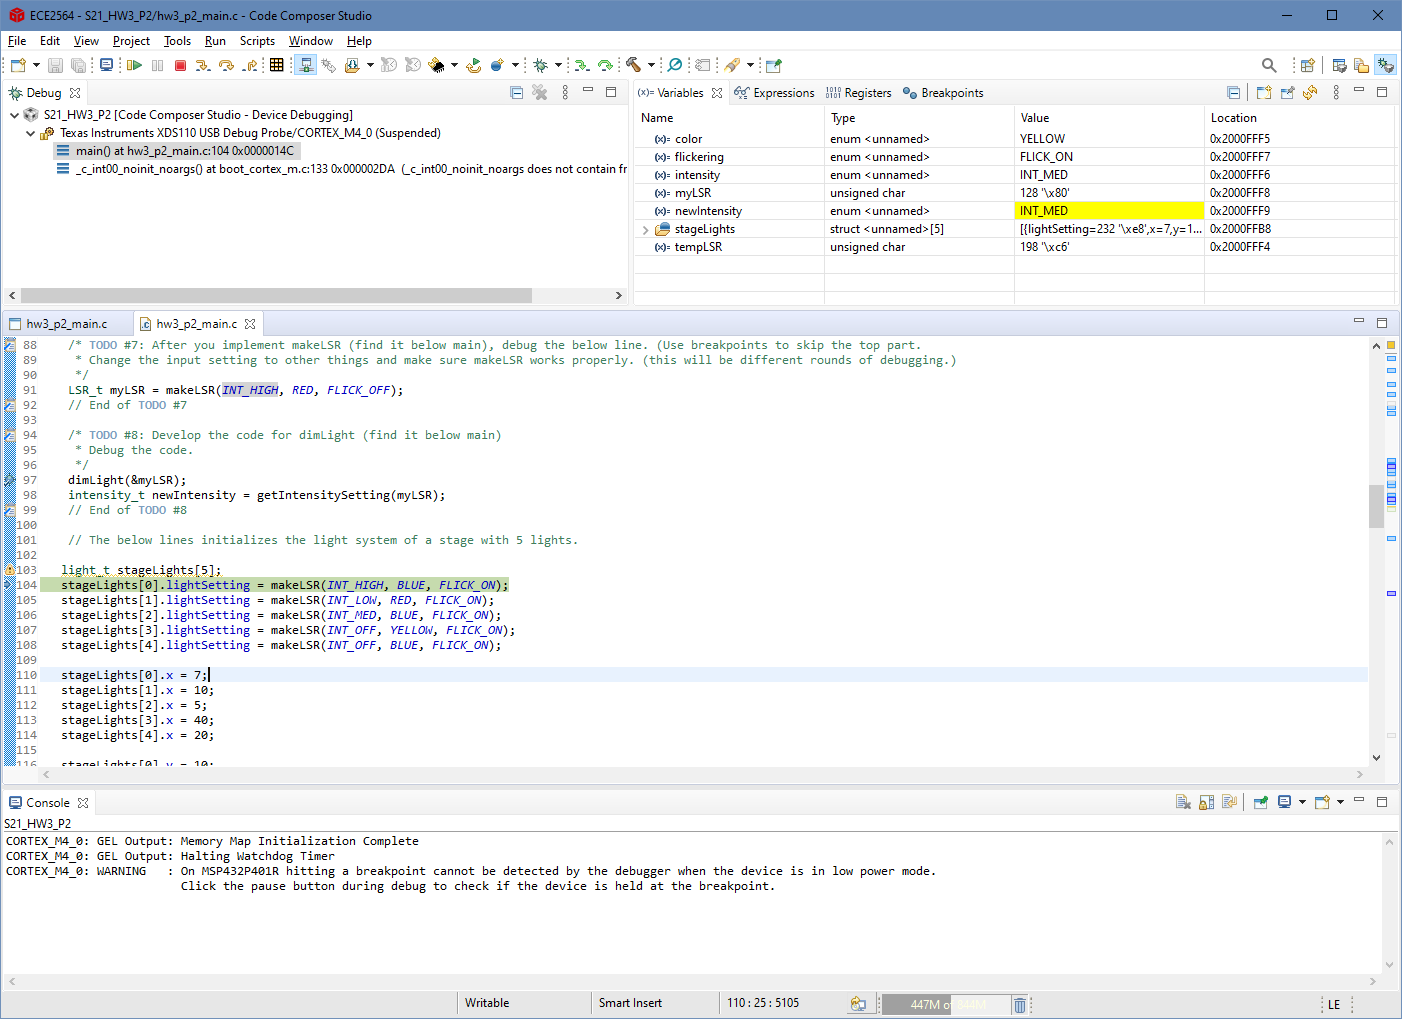 ECE2564 - S21_HW3_P2/hw3_p2_main.c - Code Composer Studio
File Edit View Project Tools Run Scripts Window Help
Debug
S21_HW3_P2 [Code Composer Studio - Device Debugging]
Texas Instruments XDS110 USB Debug Probe/CORTEX_M4_0 (Suspended)
main() at hw3_p2_main.c:104 0x0000014C
_c_int00_noinit_noargs() at boot_cortex_m.c:133 0x000002DA (_c_int00_noinit_noargs does not contain fr
(x)= Variables Expressions 1010 0101 Registers Breakpoints
Name Type Value Location
(x)= color enum <unnamed> YELLOW 0x2000FFF5
(x)= flickering enum <unnamed> FLICK_ON 0x2000FFF7
(x)= intensity enum <unnamed> INT_MED 0x2000FFF6
(x)= myLSR unsigned char 128 '\x80' 0x2000FFF8
(x)= newIntensity enum <unnamed> INT_MED 0x2000FFF9
stageLights struct <unnamed>[5] [{lightSetting=232 '\xe8',x=7,y=1... 0x2000FFB8
(x)= tempLSR unsigned char 198 '\xc6' 0x2000FFF4
hw3_p2_main.c hw3_p2_main.c
88 /* TODO #7: After you implement makeLSR (find it below main), debug the below line. (Use breakpoints to skip the top part.
89 * Change the input setting to other things and make sure makeLSR works properly. (this will be different rounds of debugging.)
90 */
91 LSR_t myLSR = makeLSR(INT_HIGH, RED, FLICK_OFF);
92 // End of TODO #7
93
94 /* TODO #8: Develop the code for dimLight (find it below main)
95 * Debug the code.
96 */
97 dimLight(&myLSR);
98 intensity_t newIntensity = getIntensitySetting(myLSR);
99 // End of TODO #8
100
101 // The below lines initializes the light system of a stage with 5 lights.
102
103 light_t stageLights[5];
104 stageLights[0].lightSetting = makeLSR(INT_HIGH, BLUE, FLICK_ON);
105 stageLights[1].lightSetting = makeLSR(INT_LOW, RED, FLICK_ON);
106 stageLights[2].lightSetting = makeLSR(INT_MED, BLUE, FLICK_ON);
107 stageLights[3].lightSetting = makeLSR(INT_OFF, YELLOW, FLICK_ON);
108 stageLights[4].lightSetting = makeLSR(INT_OFF, BLUE, FLICK_ON);
109
110 stageLights[0].x = 7;
111 stageLights[1].x = 10;
112 stageLights[2].x = 5;
113 stageLights[3].x = 40;
114 stageLights[4].x = 20;
115
116 stageLights[0].y = 10;
Console
S21_HW3_P2
CORTEX_M4_0: GEL Output: Memory Map Initialization Complete
CORTEX_M4_0: GEL Output: Halting Watchdog Timer
CORTEX_M4_0: WARNING : On MSP432P401R hitting a breakpoint cannot be detected by the debugger when the device is in low power mode.
Click the pause button during debug to check if the device is held at the breakpoint.
Writable Smart Insert 110 : 25 : 5105 447M of 844M LE